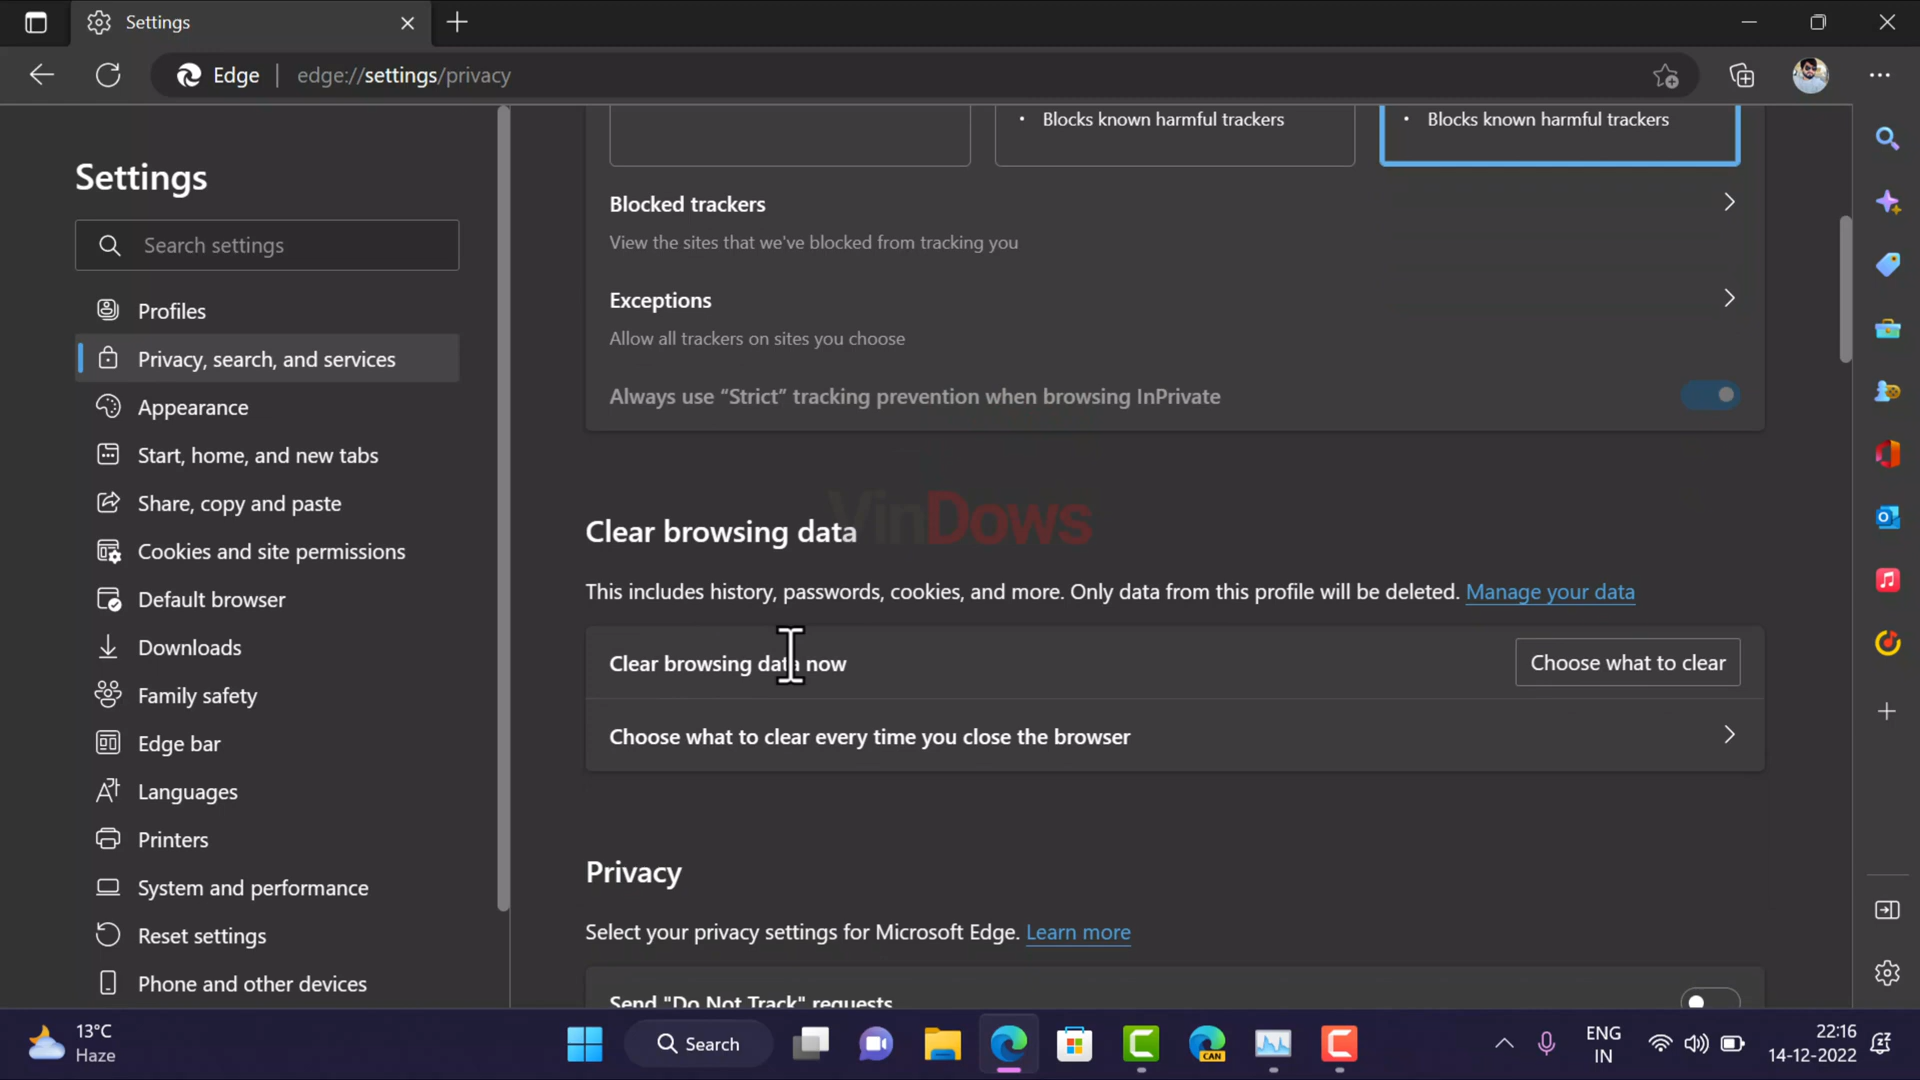 Settings
Edge
edge://settings/privacy
Settings
Search settings
Profiles
Privacy, search, and services
Appearance
Start, home, and new tabs
Share, copy and paste
Cookies and site permissions
Default browser
Downloads
Family safety
Edge bar
Languages
Printers
System and performance
Reset settings
Phone and other devices
• Blocks known harmful trackers
• Blocks known harmful trackers
Blocked trackers
View the sites that we've blocked from tracking you
Exceptions
Allow all trackers on sites you choose
Always use “Strict” tracking prevention when browsing InPrivate
VinDows
Clear browsing data
This includes history, passwords, cookies, and more. Only data from this profile will be deleted. Manage your data
Clear browsing data now
Choose what to clear
Choose what to clear every time you close the browser
Privacy
Select your privacy settings for Microsoft Edge. Learn more
Send "Do Not Track" requests
13°C
Haze
Search
CAN
ENG
IN
22:16
14-12-2022